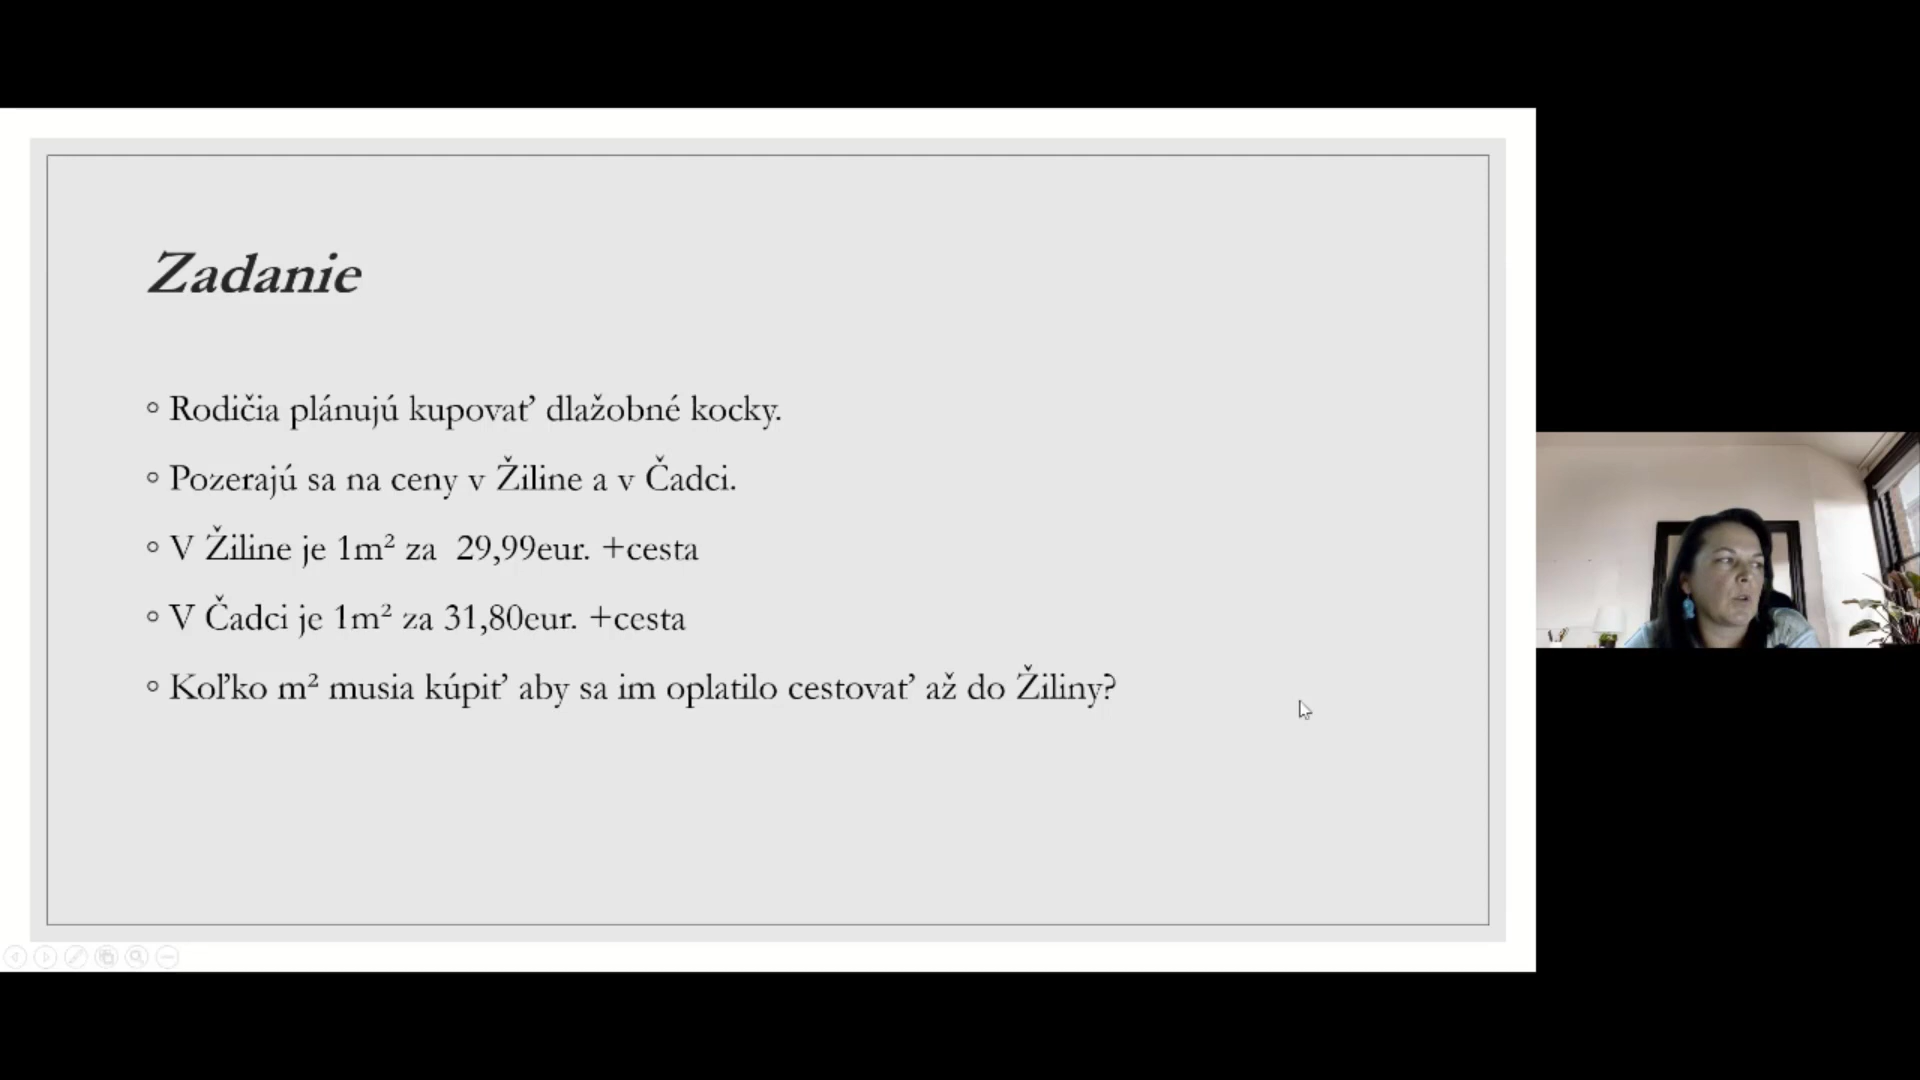 Zadanie
Rodičia plánujú kupovať dlažobné kocky.
Pozerajú sa na ceny v Žiline a v Čadci.
V Žiline je 1m² za 29,99eur. +cesta
V Čadci je 1m² za 31,80eur. +cesta
Koľko m² musia kúpiť aby sa im oplatilo cestovať až do Žiliny?